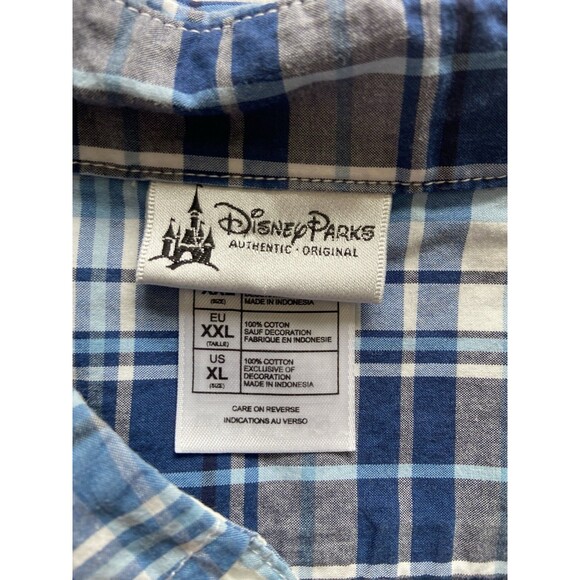 DISNEY PARKS
AUTHENTIC · ORIGINAL
(SIZE) MADE IN INDONESIA
EU 100% COTON
XXL SAUF DECORATION
(TAILLE) FABRIQUE EN INDONESIE
US 100% COTTON
XL EXCLUSIVE OF DECORATION
(SIZE) MADE IN INDONESIA
CARE ON REVERSE
INDICATIONS AU VERSO